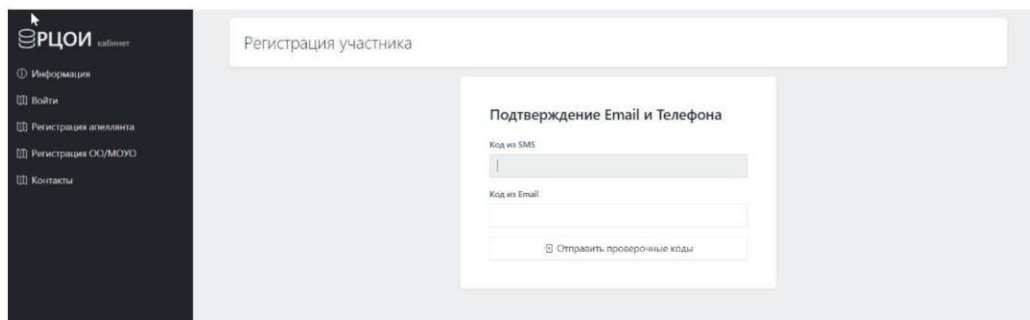 РЦОИ кабинет
Информация
Войти
Регистрация апеллянта
Регистрация ОО/МОУО
Контакты
Регистрация участника
Подтверждение Email и Телефона
Код из SMS
Код из Email
Отправить проверочные коды